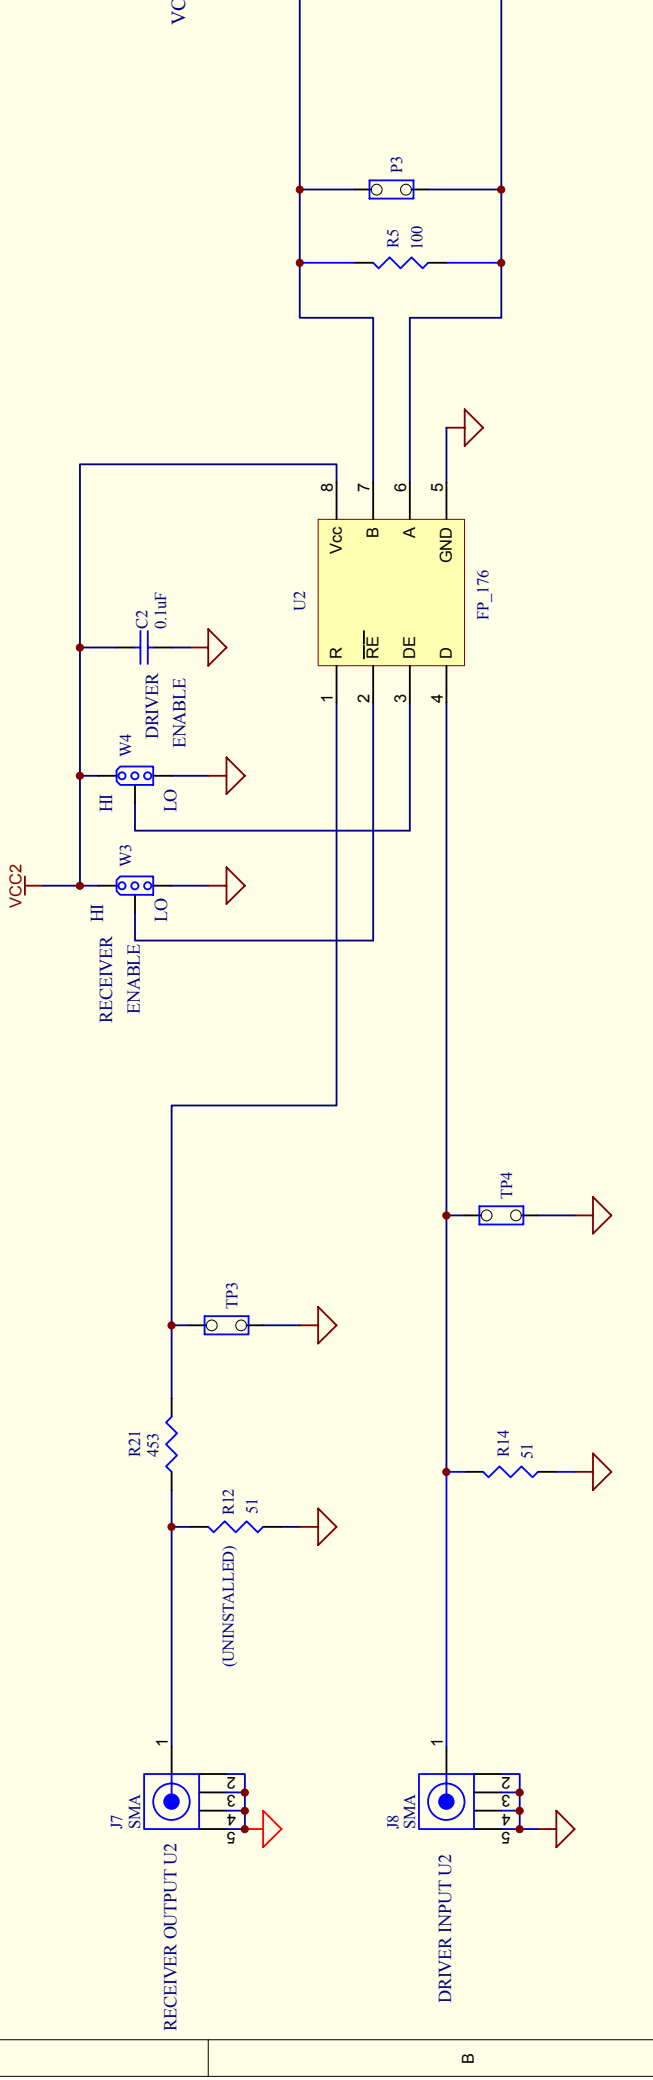 VC
P3
R5
100
8
7
6
5
Vcc
B
A
GND
U2
FP_176
R
RE
DE
D
1
2
3
4
C2
0.1uF
DRIVER
ENABLE
W4
HI
LO
VCC2
W3
HI
LO
RECEIVER
ENABLE
TP4
TP3
R21
453
R14
51
R12
51
(UNINSTALLED)
1
J7
SMA
2
3
4
5
RECEIVER OUTPUT U2
1
J8
SMA
2
3
4
5
DRIVER INPUT U2
B